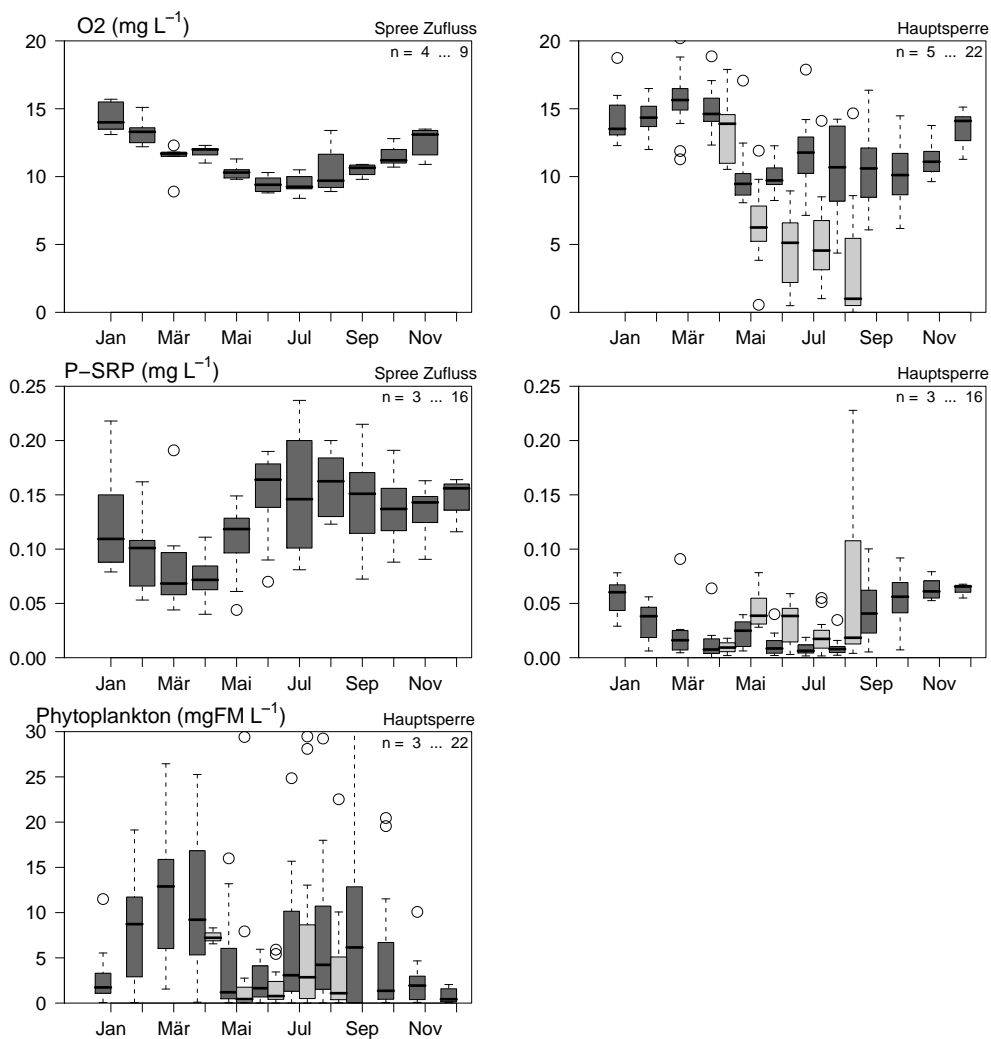 O2 (mg L⁻¹)
Spree Zufluss
n = 4 ... 9
20
15
10
5
0
Jan Mär Mai Jul Sep Nov
Hauptsperre
n = 5 ... 22
20
15
10
5
0
Jan Mär Mai Jul Sep Nov
P−SRP (mg L⁻¹)
Spree Zufluss
n = 3 ... 16
0.25
0.20
0.15
0.10
0.05
0.00
Jan Mär Mai Jul Sep Nov
Hauptsperre
n = 3 ... 16
0.25
0.20
0.15
0.10
0.05
0.00
Jan Mär Mai Jul Sep Nov
Phytoplankton (mgFM L⁻¹)
Hauptsperre
n = 3 ... 22
30
25
20
15
10
5
0
Jan Mär Mai Jul Sep Nov